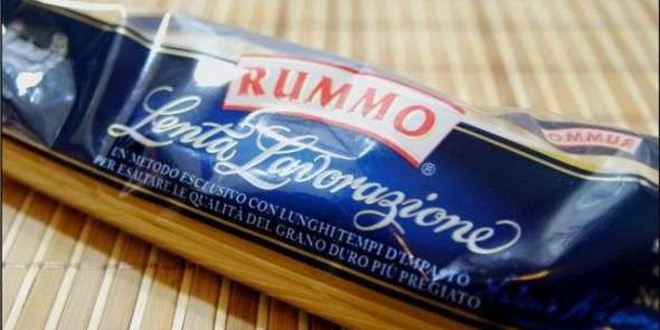 RUMMO
®
Lenta Lavorazione
UN METODO ESCLUSIVO CON LUNGHI TEMPI D'IMPASTO
PER ESALTARE LE QUALITÀ DEL GRANO DURO PIÙ PREGIATO
RUMMO